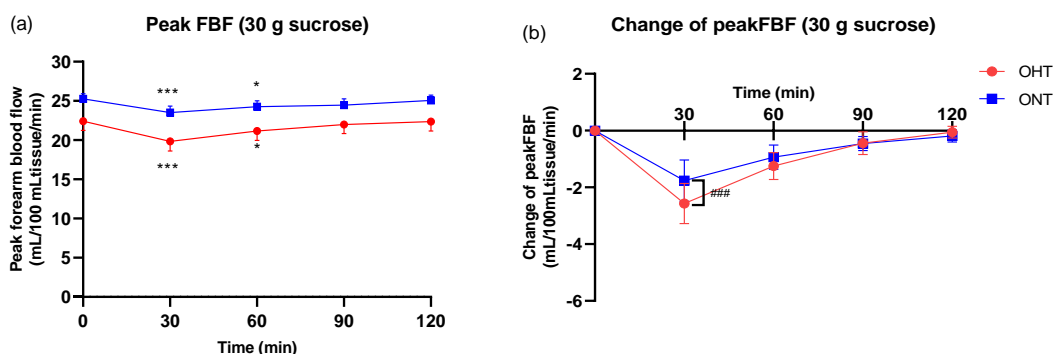 (a)
Peak FBF (30 g sucrose)
Peak forearm blood flow
(mL/100 mLtissue/min)
30
25
20
15
10
5
0
***
*
***
*
0
30
60
90
120
Time (min)
(b)
Change of peakFBF (30 g sucrose)
Change of peakFBF
(mL/100mLtissue/min)
2
0
-2
-4
-6
Time (min)
30
60
90
120
###
OHT
ONT